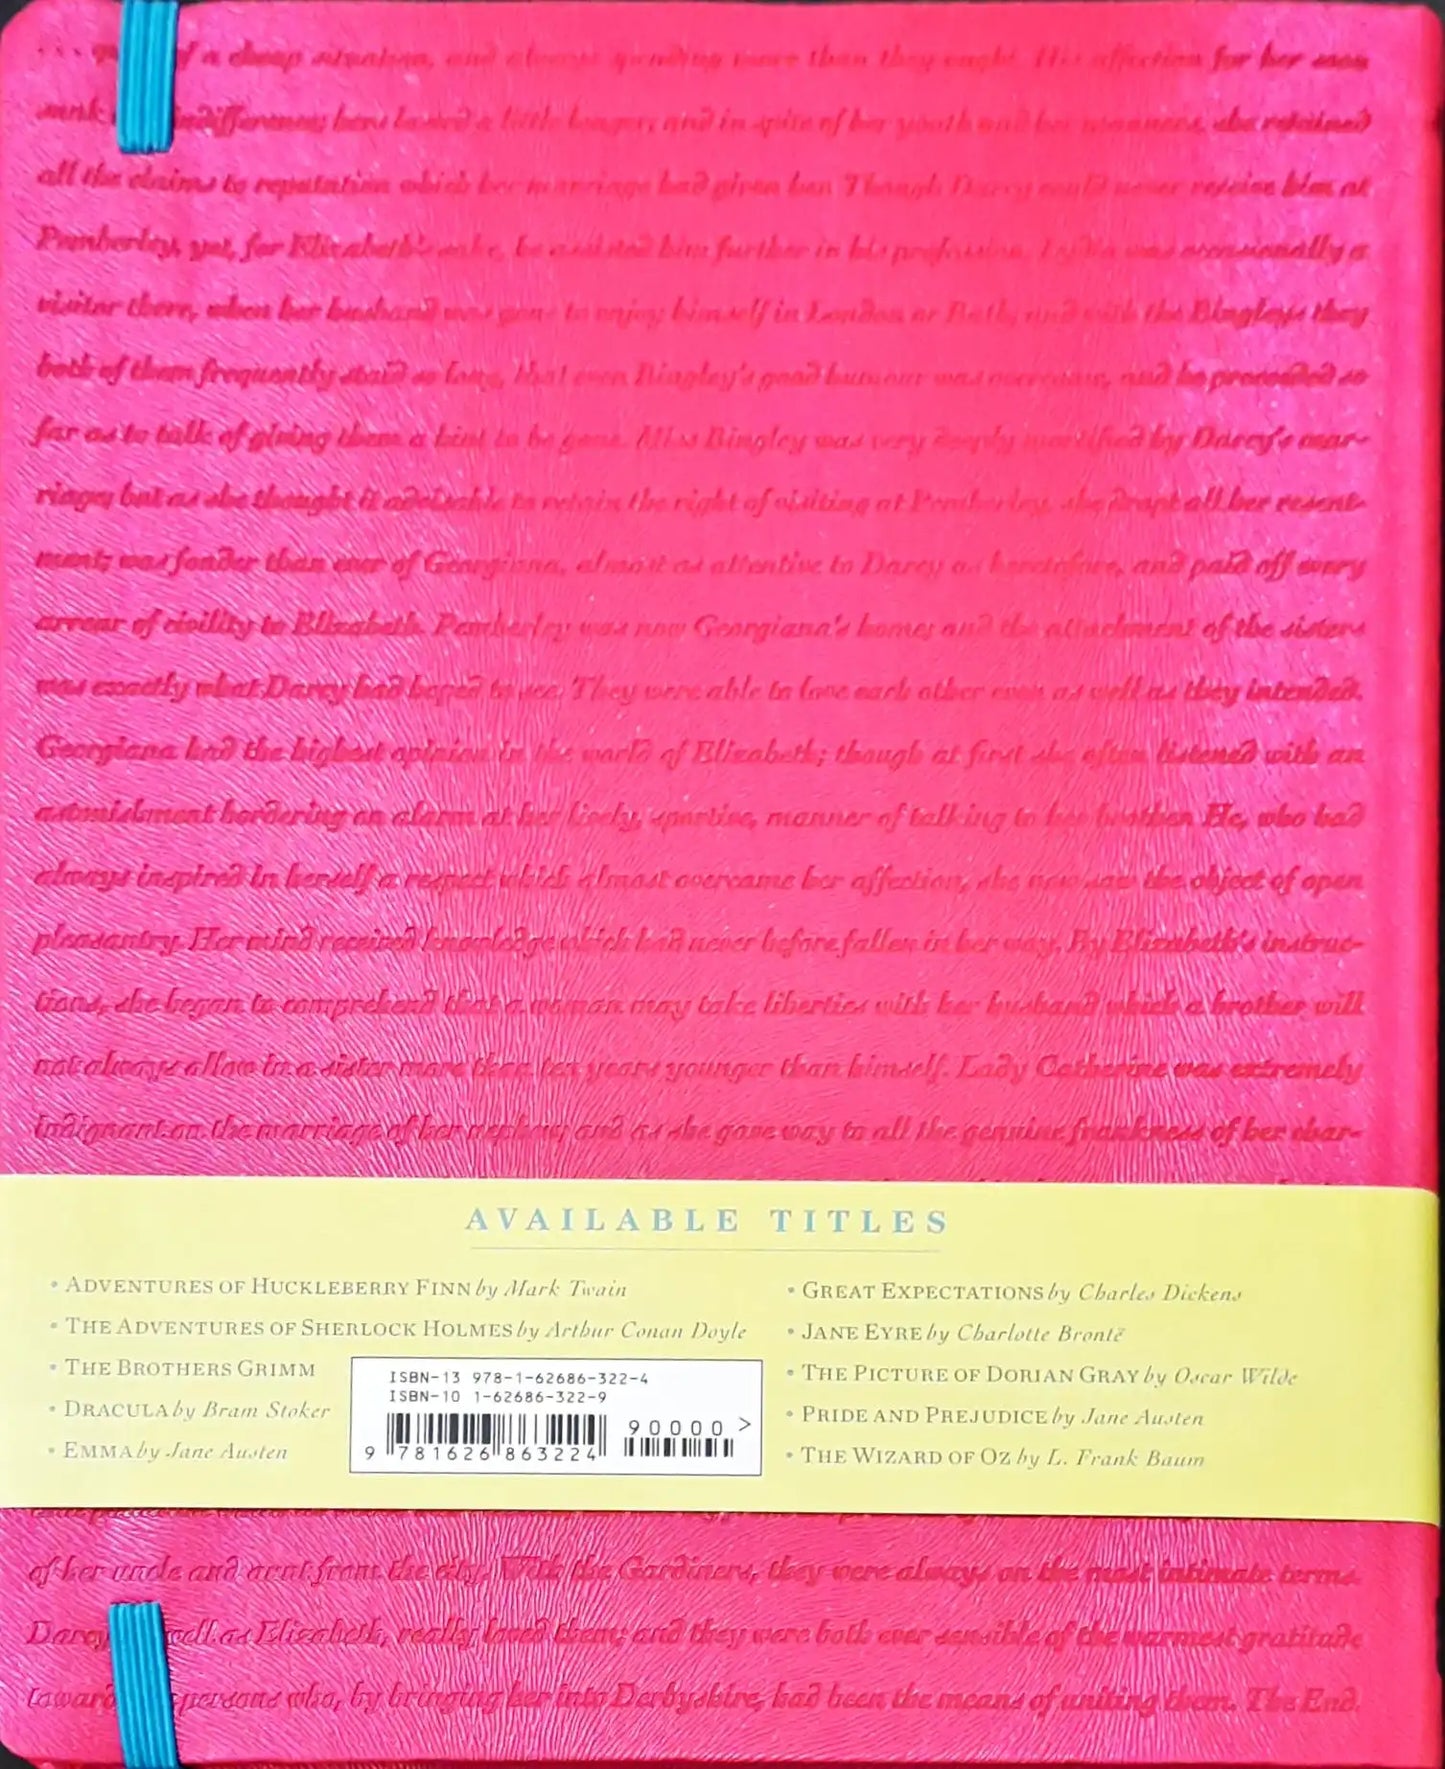 of a cheap situation, and always spending more than they ought. His affection for her soon
sunk indifference; hers lasted a little longer; and in spite of her youth and her manners, she retained
all the claims to reputation which her marriage had given her. Though Darcy could never receive him at
Pemberley, yet, for Elizabeth's sake, he assisted him further in his profession. Lydia was occasionally a
visitor there, when her husband was gone to enjoy himself in London or Bath; and with the Bingleys they
both of them frequently staid so long, that even Bingley's good humour was overcome, and he proceeded so
far as to talk of giving them a hint to be gone. Miss Bingley was very deeply mortified by Darcy's mar-
riage; but as she thought it advisable to retain the right of visiting at Pemberley, she dropt all her resent-
ment; was fonder than ever of Georgiana, almost as attentive to Darcy as heretofore, and paid off every
arrear of civility to Elizabeth. Pemberley was now Georgiana's home; and the attachment of the sisters
was exactly what Darcy had hoped to see. They were able to love each other even as well as they intended.
Georgiana had the highest opinion in the world of Elizabeth; though at first she often listened with an
astonishment bordering on alarm at her lively, sportive, manner of talking to her brother. He, who had
always inspired in herself a respect which almost overcame her affection, she now saw the object of open
pleasantry. Her mind received knowledge which had never before fallen in her way. By Elizabeth's instruc-
tions, she began to comprehend that a woman may take liberties with her husband which a brother will
not always allow in a sister more than ten years younger than himself. Lady Catherine was extremely
indignant on the marriage of her nephew; and as she gave way to all the genuine frankness of her char-
AVAILABLE TITLES
• ADVENTURES OF HUCKLEBERRY FINN by Mark Twain
• THE ADVENTURES OF SHERLOCK HOLMES by Arthur Conan Doyle
• THE BROTHERS GRIMM
• DRACULA by Bram Stoker
• EMMA by Jane Austen
• GREAT EXPECTATIONS by Charles Dickens
• JANE EYRE by Charlotte Brontë
• THE PICTURE OF DORIAN GRAY by Oscar Wilde
• PRIDE AND PREJUDICE by Jane Austen
• THE WIZARD OF OZ by L. Frank Baum
ISBN-13 978-1-62686-322-4
ISBN-10 1-62686-322-9
90000 >
9 781626 863224
of her uncle and aunt from the city. With the Gardiners, they were always on the most intimate terms.
Darcy well as Elizabeth, really loved them; and they were both ever sensible of the warmest gratitude
toward persons who, by bringing her into Derbyshire, had been the means of uniting them. The End.